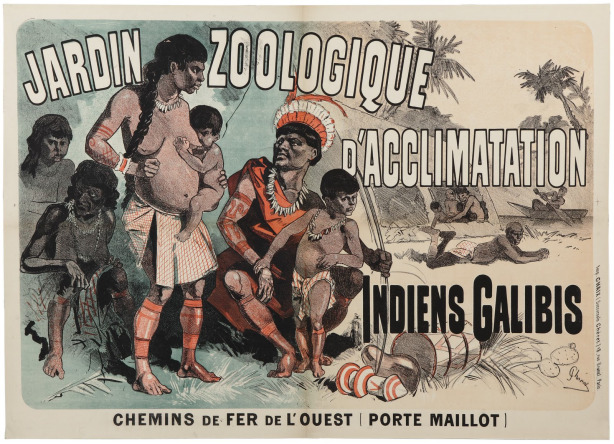 JARDIN ZOOLOGIQUE
D'ACCLIMATATION
INDIENS GALIBIS
CHEMINS DE FER DE L'OUEST (PORTE MAILLOT)